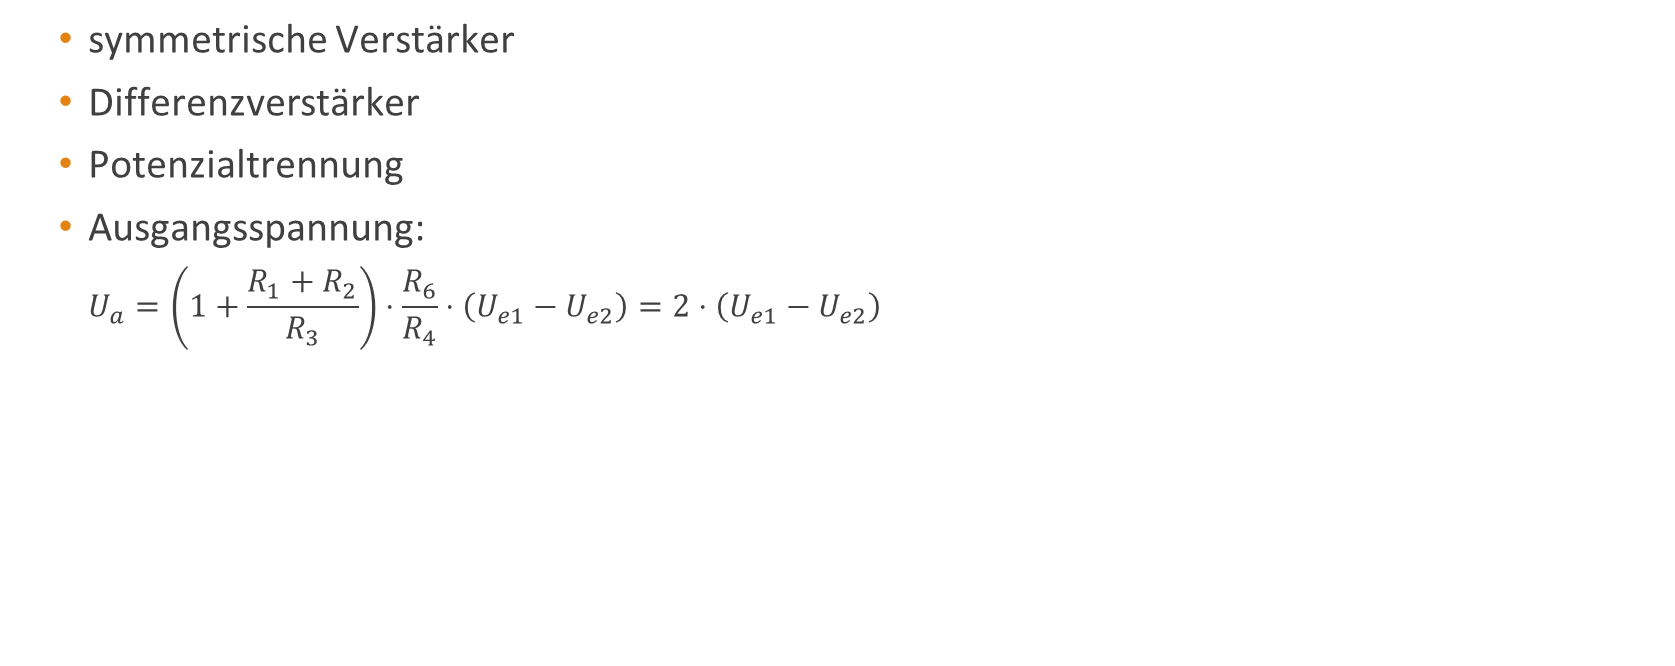 • symmetrische Verstärker
• Differenzverstärker
• Potenzialtrennung
• Ausgangsspannung:
U_a = (1 + (R_1 + R_2)/R_3) · R_6/R_4 · (U_e1 − U_e2) = 2 · (U_e1 − U_e2)